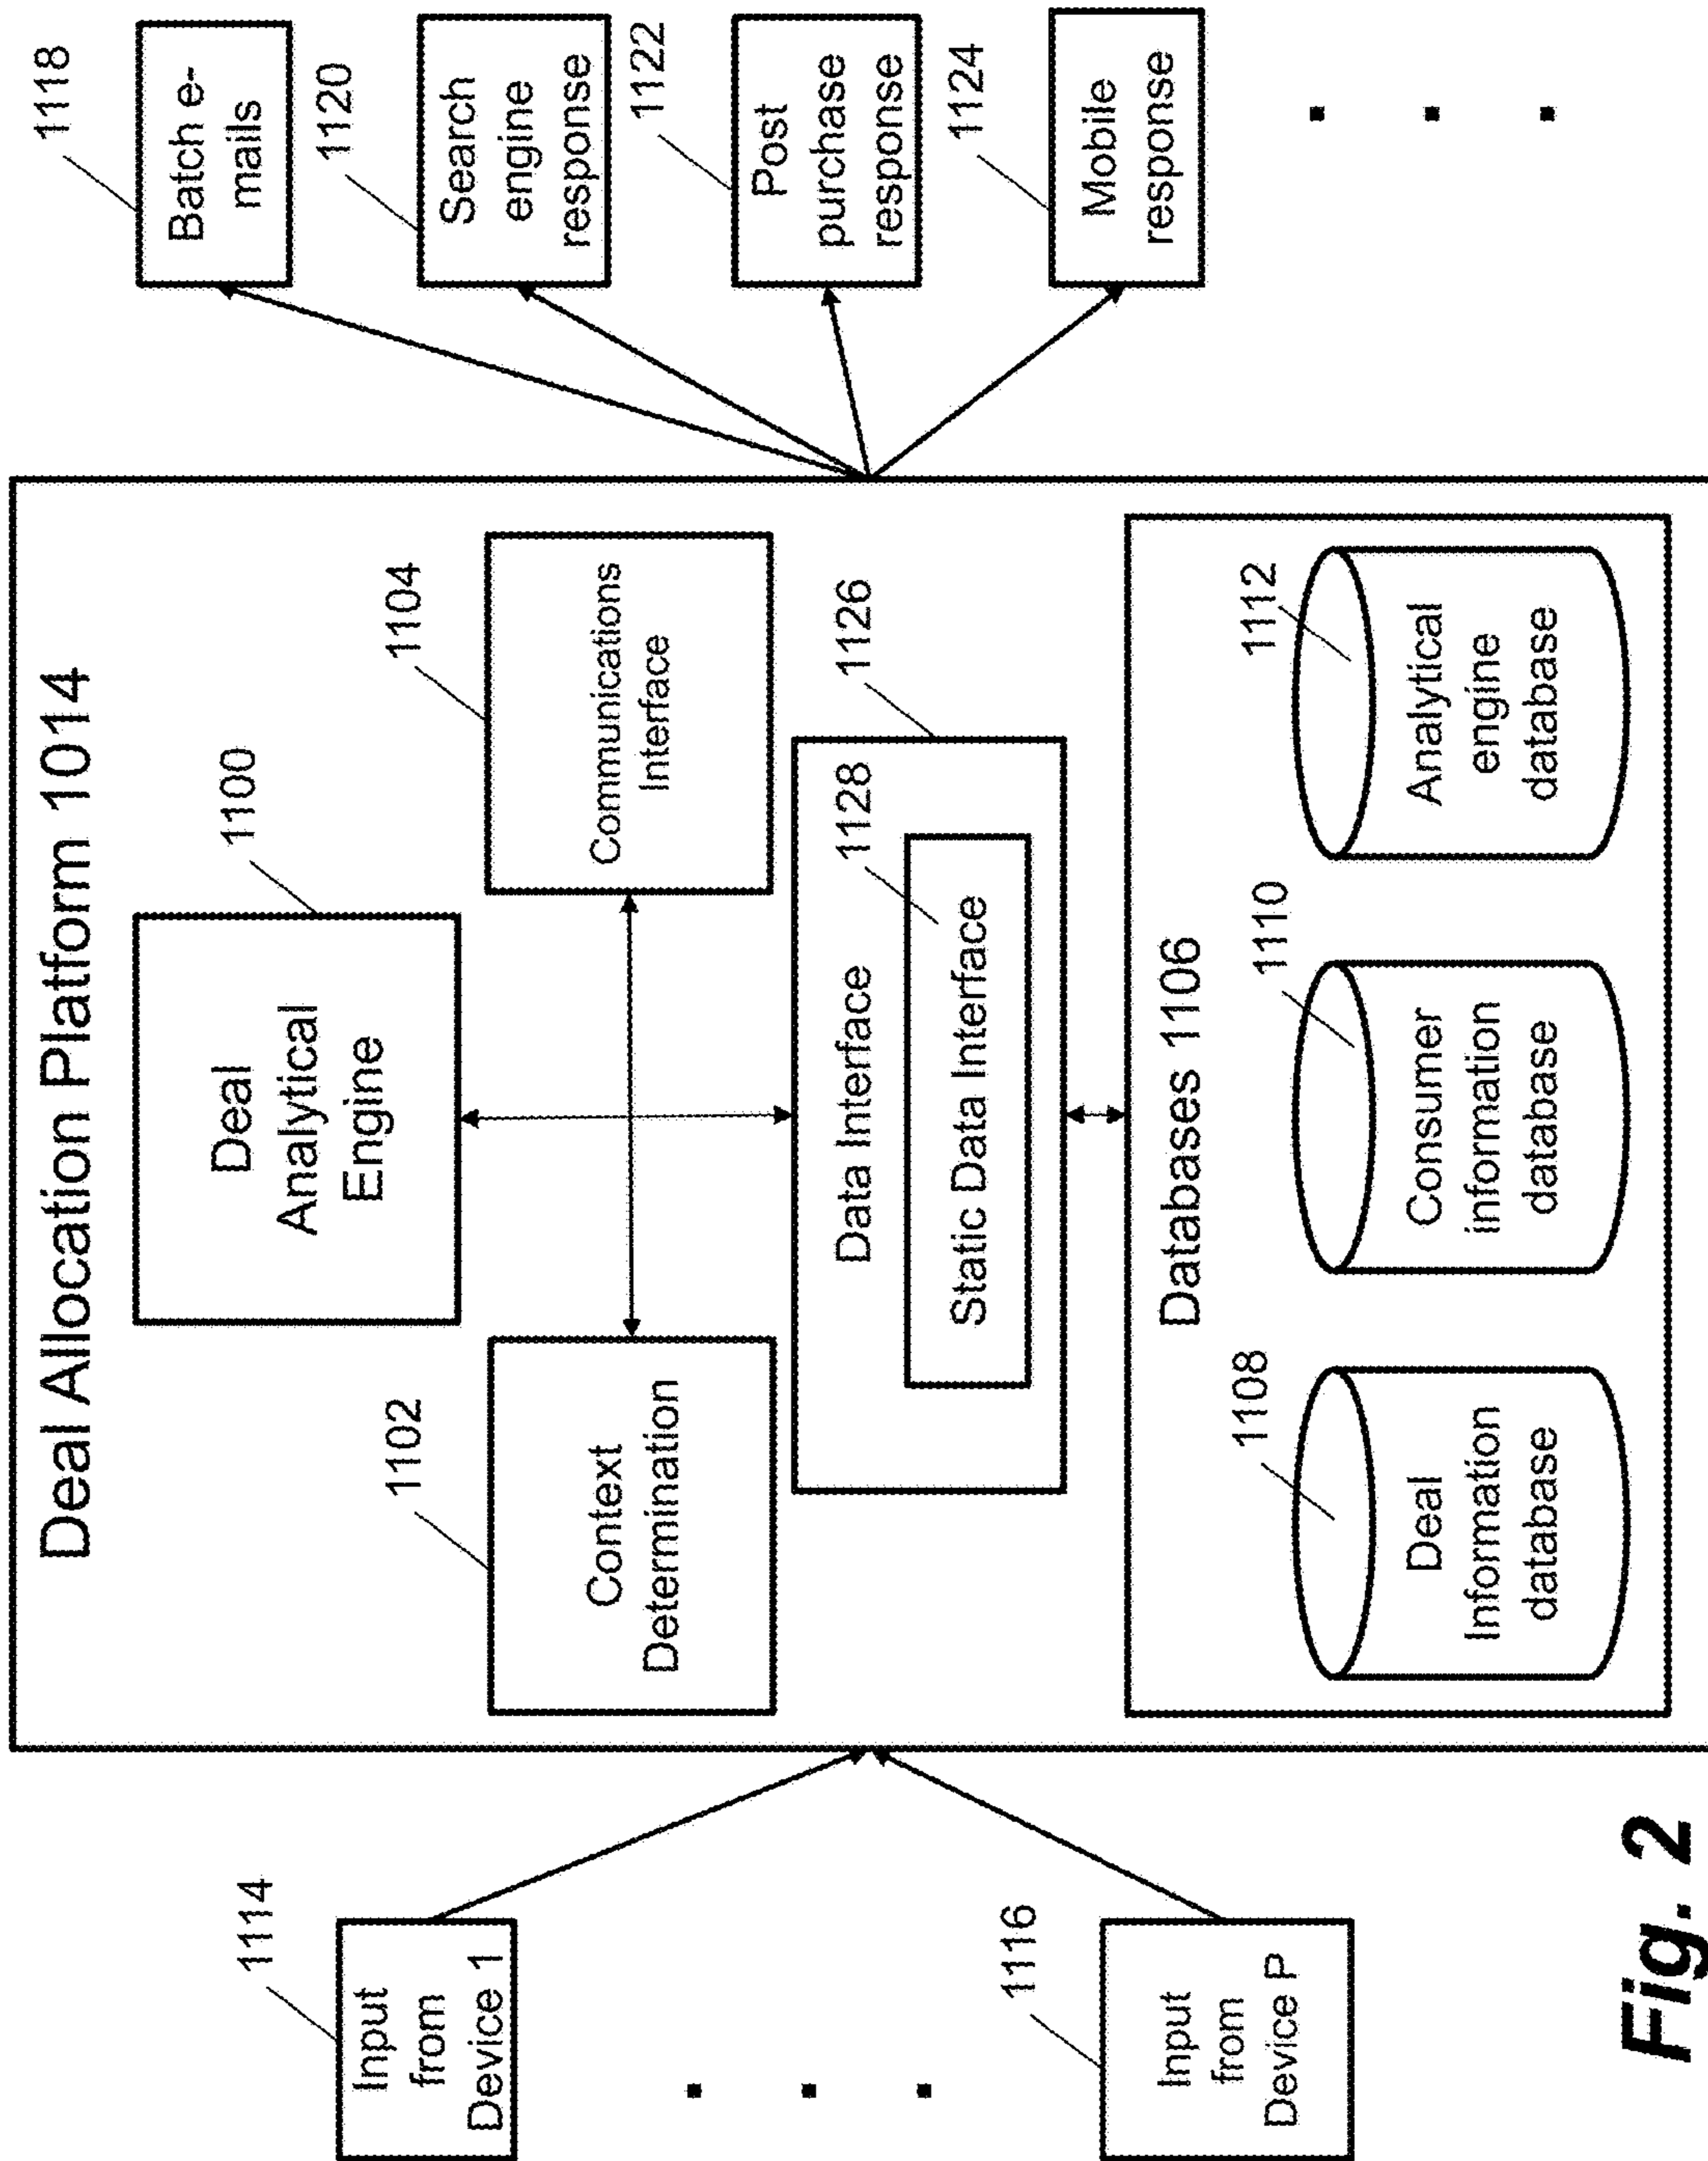 Deal Allocation Platform 1014
1100
Deal
Analytical
Engine
1102
Context
Determination
1104
Communications
Interface
1126
Data Interface
1128
Static Data Interface
Databases 1106
1108
Deal
Information
database
1110
Consumer
information
database
1112
Analytical
engine
database
1114
Input
from
Device 1
1116
Input
from
Device P
1118
Batch e-
mails
1120
Search
engine
response
1122
Post
purchase
response
1124
Mobile
response
Fig. 2